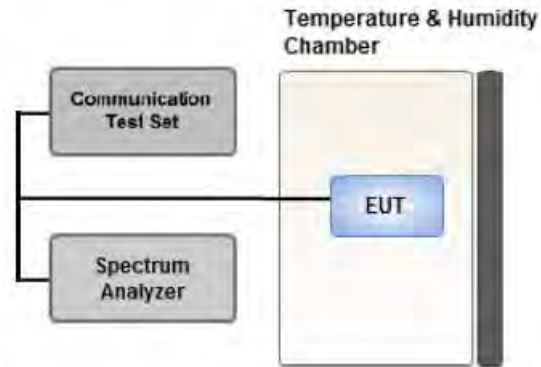 Temperature & Humidity
Chamber
Communication
Test Set
EUT
Spectrum
Analyzer